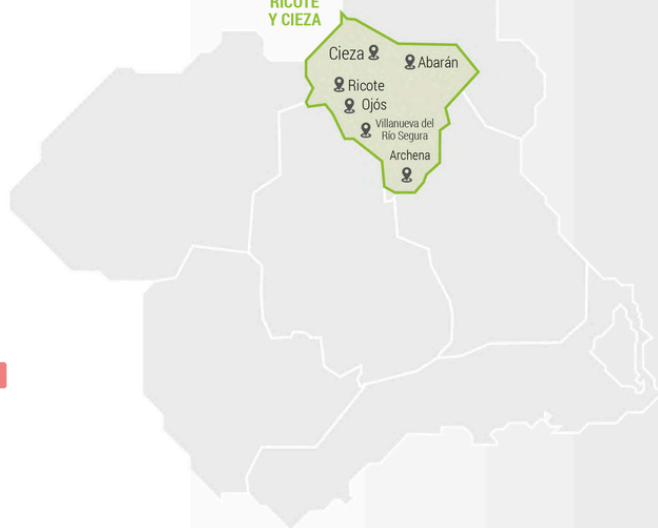 RICOTE
Y CIEZA
Cieza
Abarán
Ricote
Ojós
Villanueva del
Río Segura
Archena